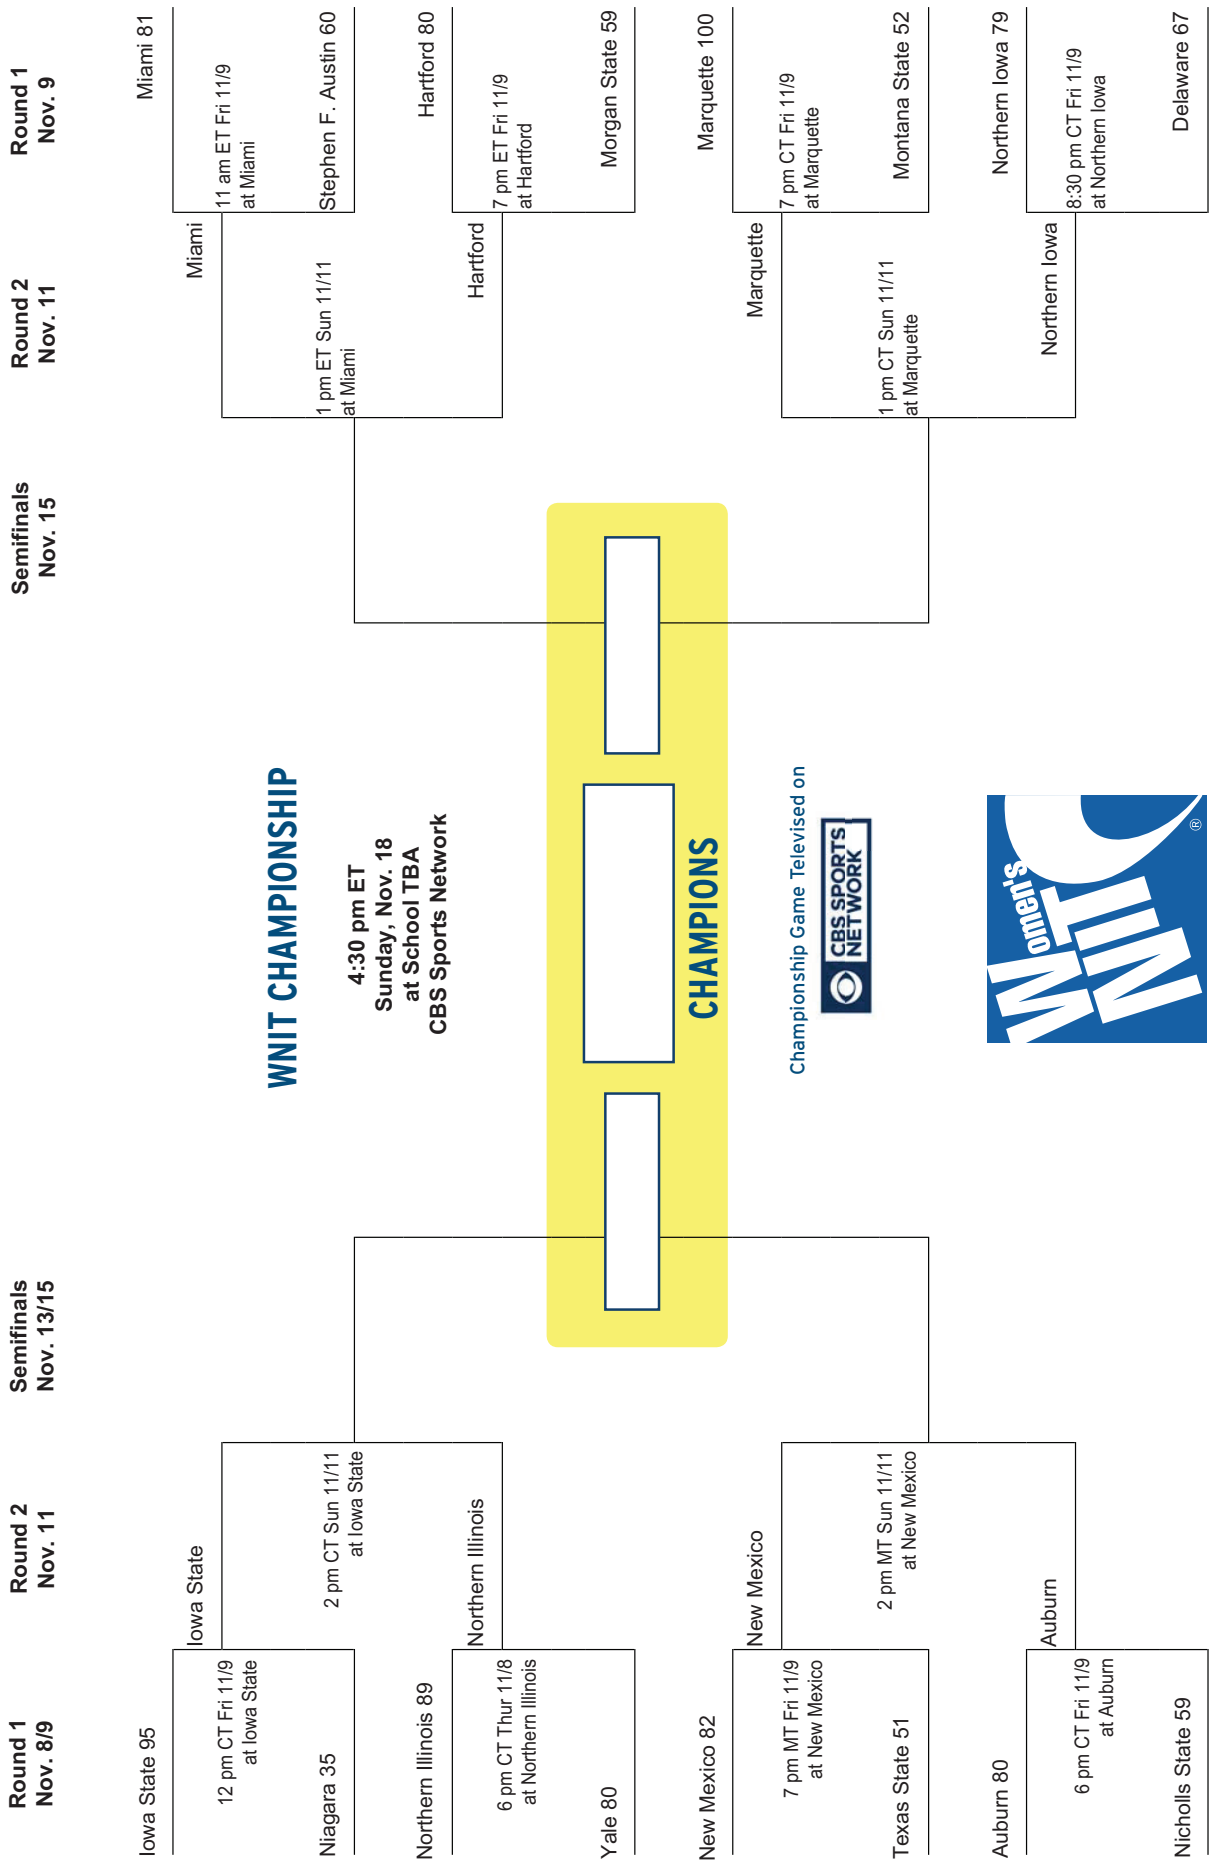 Round 1
Nov. 8/9
Round 2
Nov. 11
Semifinals
Nov. 13/15
Semifinals
Nov. 15
Round 2
Nov. 11
Round 1
Nov. 9
Iowa State 95
12 pm CT Fri 11/9
at Iowa State
Niagara 35
Iowa State
2 pm CT Sun 11/11
at Iowa State
Northern Illinois 89
6 pm CT Thur 11/8
at Northern Illinois
Yale 80
Northern Illinois
New Mexico 82
7 pm MT Fri 11/9
at New Mexico
Texas State 51
New Mexico
2 pm MT Sun 11/11
at New Mexico
Auburn 80
6 pm CT Fri 11/9
at Auburn
Nicholls State 59
Auburn
WNIT CHAMPIONSHIP
4:30 pm ET
Sunday, Nov. 18
at School TBA
CBS Sports Network
CHAMPIONS
Championship Game Televised on
CBS SPORTS
NETWORK
Women's
NIT
®
Miami 81
11 am ET Fri 11/9
at Miami
Stephen F. Austin 60
Miami
1 pm ET Sun 11/11
at Miami
Hartford 80
7 pm ET Fri 11/9
at Hartford
Morgan State 59
Hartford
Marquette 100
7 pm CT Fri 11/9
at Marquette
Montana State 52
Marquette
1 pm CT Sun 11/11
at Marquette
Northern Iowa 79
8:30 pm CT Fri 11/9
at Northern Iowa
Delaware 67
Northern Iowa